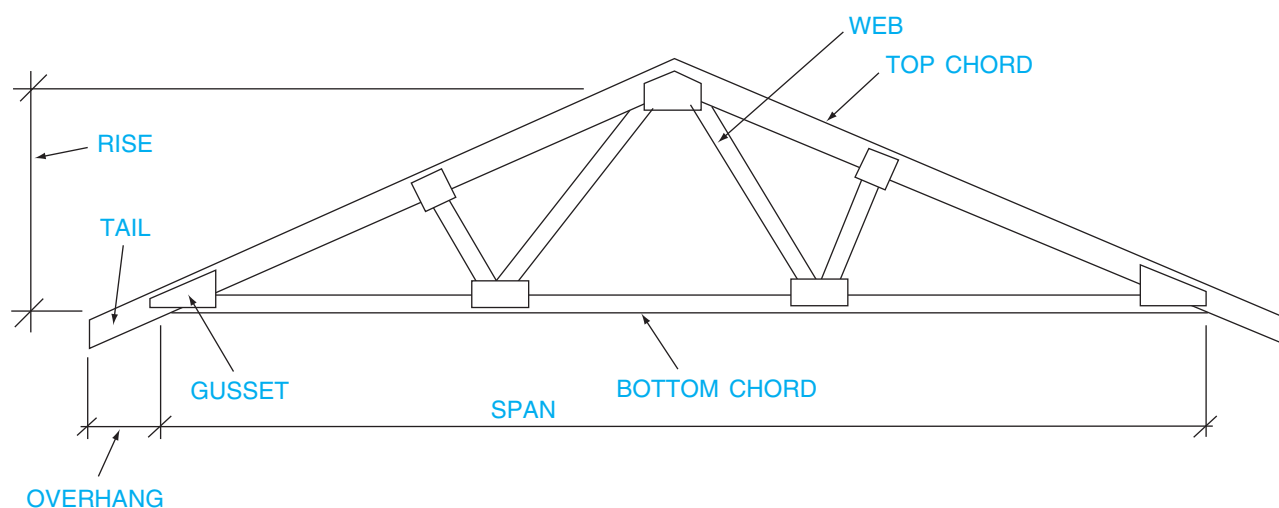 WEB
TOP CHORD
RISE
TAIL
GUSSET
BOTTOM CHORD
SPAN
OVERHANG